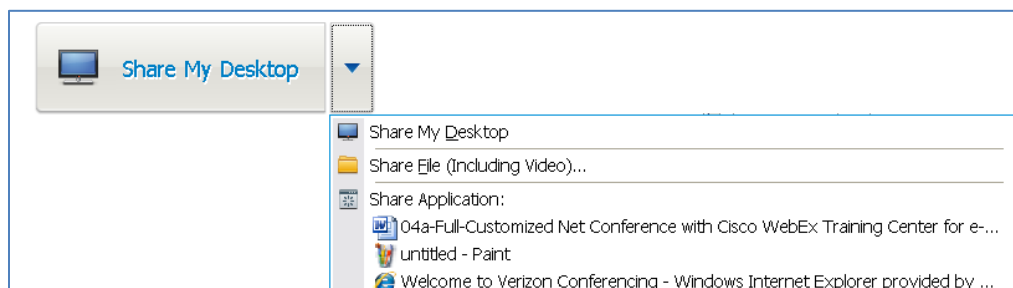 Share My Desktop
Share My Desktop
Share File (Including Video)...
Share Application:
04a-Full-Customized Net Conference with Cisco WebEx Training Center for e-...
untitled - Paint
Welcome to Verizon Conferencing - Windows Internet Explorer provided by ...